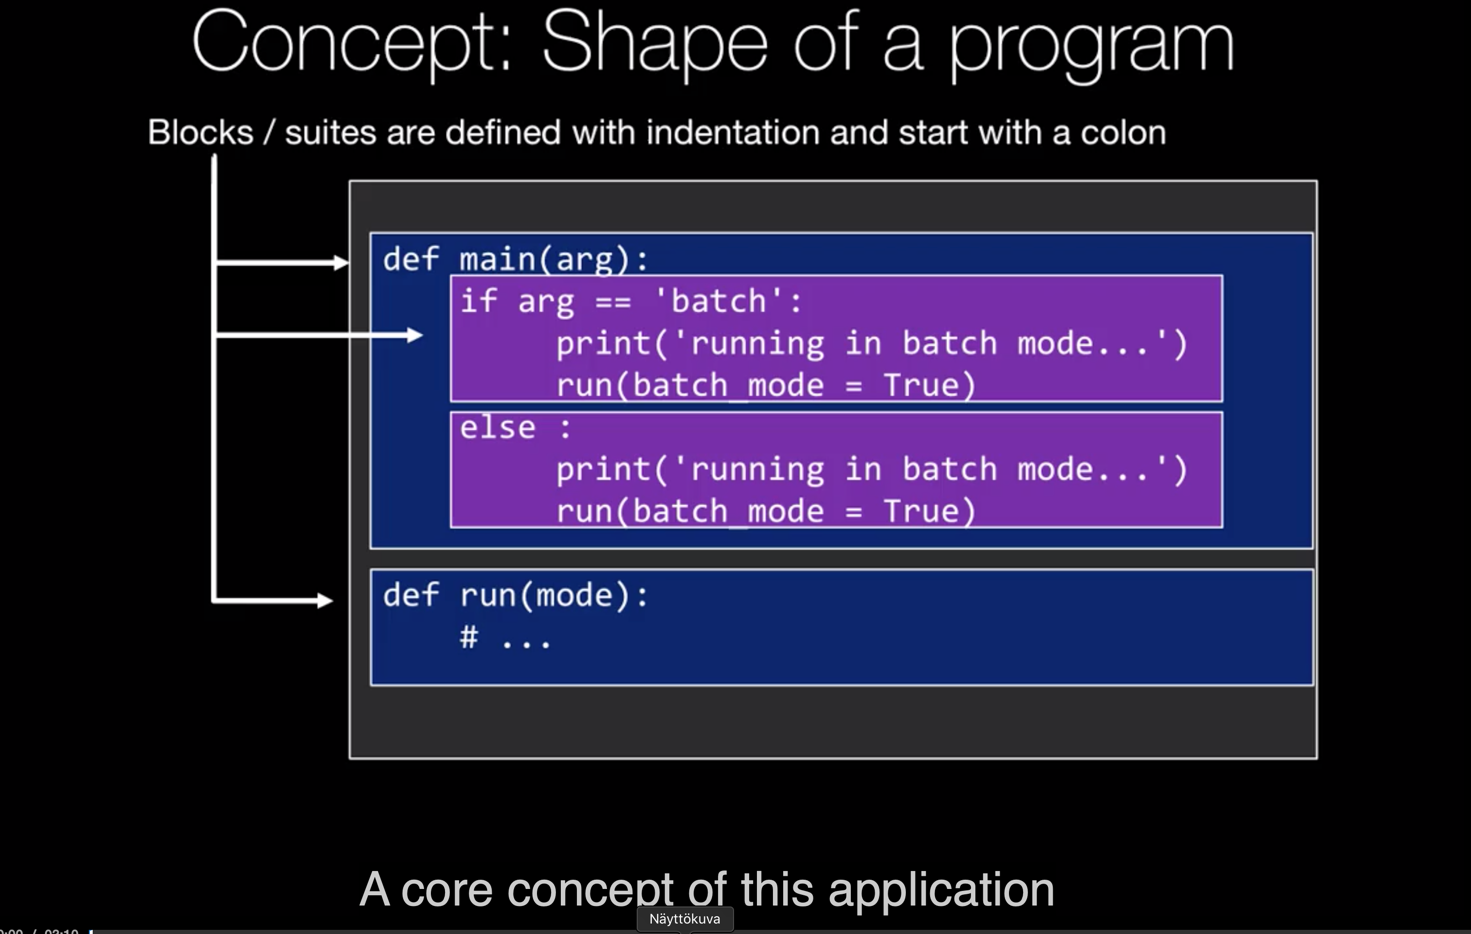 Concept: Shape of a program
Blocks / suites are defined with indentation and start with a colon
def main(arg):
if arg == 'batch':
print('running in batch mode...')
run(batch_mode = True)
else :
print('running in batch mode...')
run(batch_mode = True)
def run(mode):
# ...
A core concept of this application
Näyttökuva